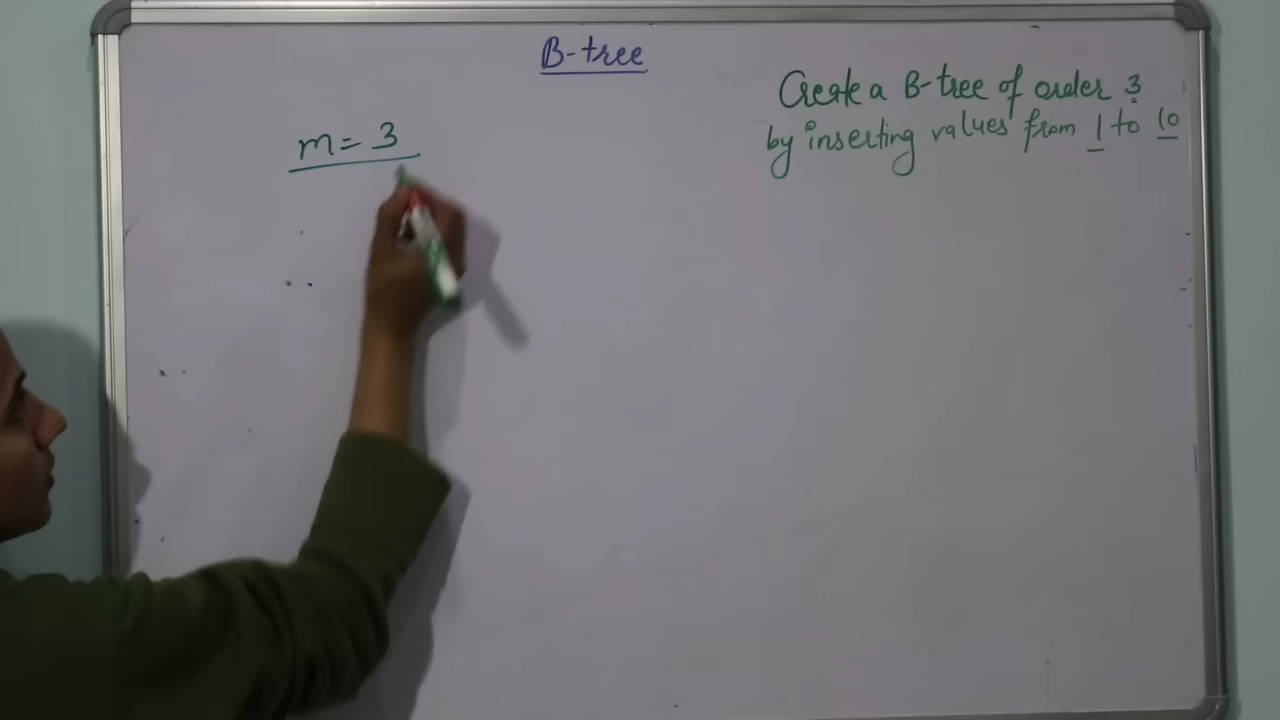 B-tree
Create a B-tree of order 3
by inserting values from 1 to 10
m = 3